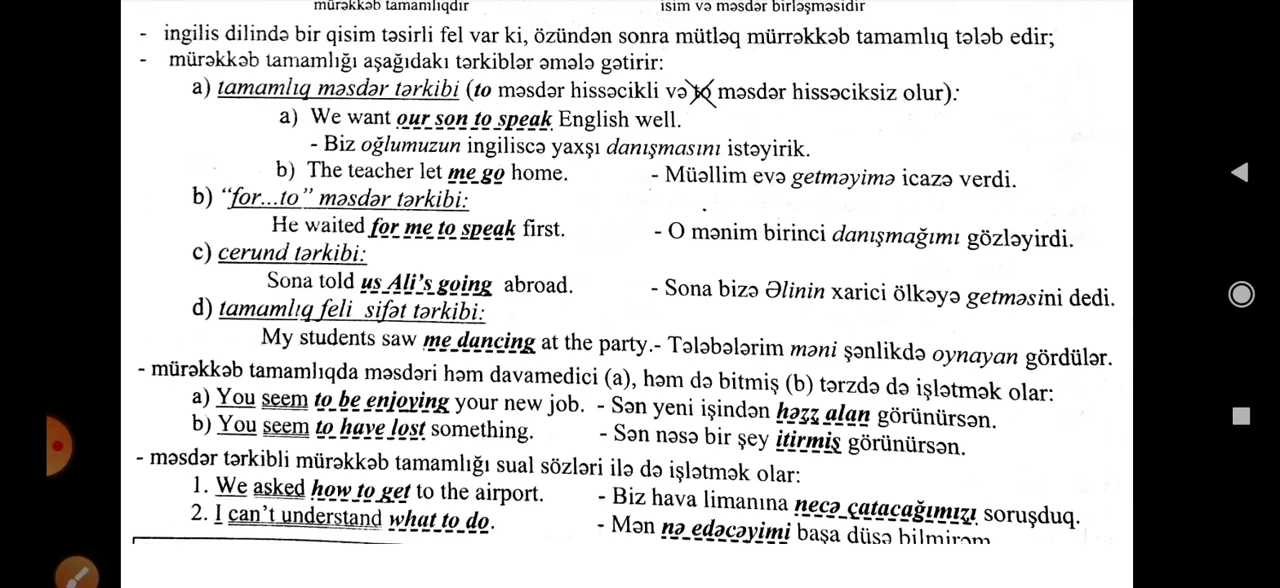 mürəkkəb tamamlıqdır isim və məsdər birləşməsidir
- ingilis dilində bir qisim təsirli fel var ki, özündən sonra mütləq mürrəkkəb tamamlıq tələb edir;
- mürəkkəb tamamlığı aşağıdakı tərkiblər əmələ gətirir:
a) tamamlıq məsdər tərkibi (to məsdər hissəcikli və to məsdər hissəciksiz olur):
a) We want our son to speak English well.
- Biz oğlumuzun ingiliscə yaxşı danışmasını istəyirik.
b) The teacher let me go home. - Müəllim evə getməyimə icazə verdi.
b) “for...to” məsdər tərkibi:
He waited for me to speak first. - O mənim birinci danışmağımı gözləyirdi.
c) cerund tərkibi:
Sona told us Ali’s going abroad. - Sona bizə Əlinin xarici ölkəyə getməsini dedi.
d) tamamlıq feli sifət tərkibi:
My students saw me dancing at the party.- Tələbələrim məni şənlikdə oynayan gördülər.
- mürəkkəb tamamlıqda məsdəri həm davamedici (a), həm də bitmiş (b) tərzdə də işlətmək olar:
a) You seem to be enjoying your new job. - Sən yeni işindən həzz alan görünürsən.
b) You seem to have lost something. - Sən nəsə bir şey itirmiş görünürsən.
- məsdər tərkibli mürəkkəb tamamlığı sual sözləri ilə də işlətmək olar:
1. We asked how to get to the airport. - Biz hava limanına necə çatacağımızı soruşduq.
2. I can’t understand what to do. - Mən nə edəcəyimi başa düşə bilmirəm